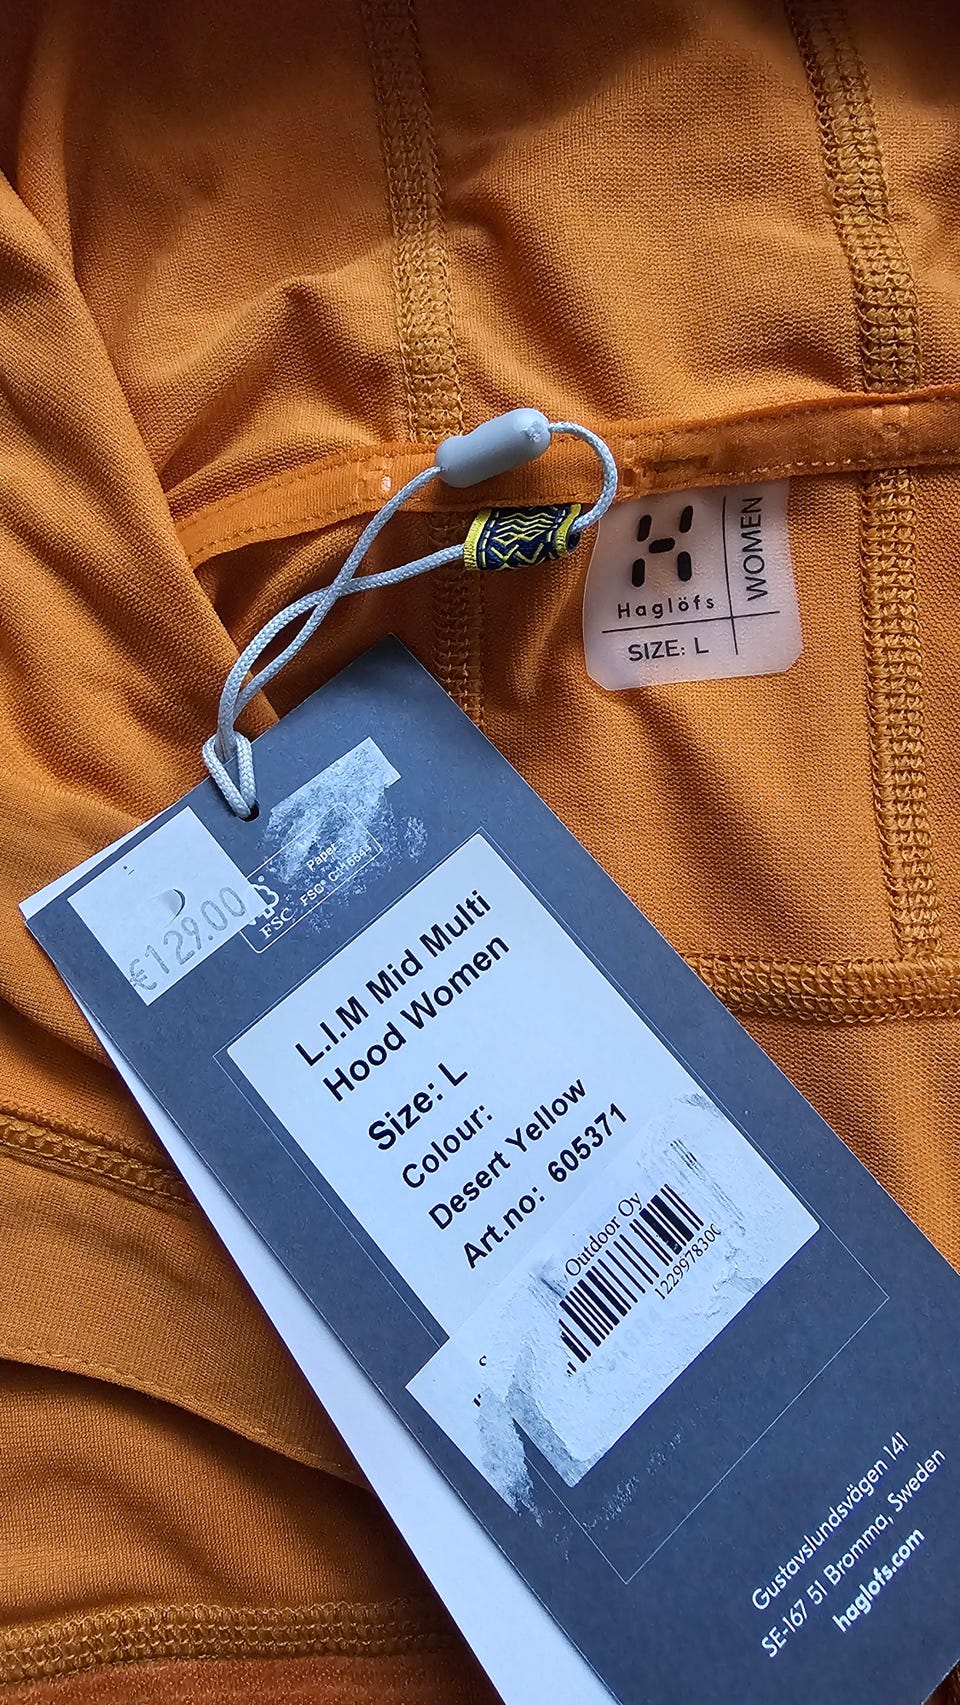 Haglöfs
WOMEN
SIZE: L
€129.00
FSC
Paper
L.I.M Mid Multi
Hood Women
Size: L
Colour:
Desert Yellow
Art.no: 605371
Outdoor Oy
Gustavslundsvägen 141
SE-167 51 Bromma, Sweden
haglofs.com